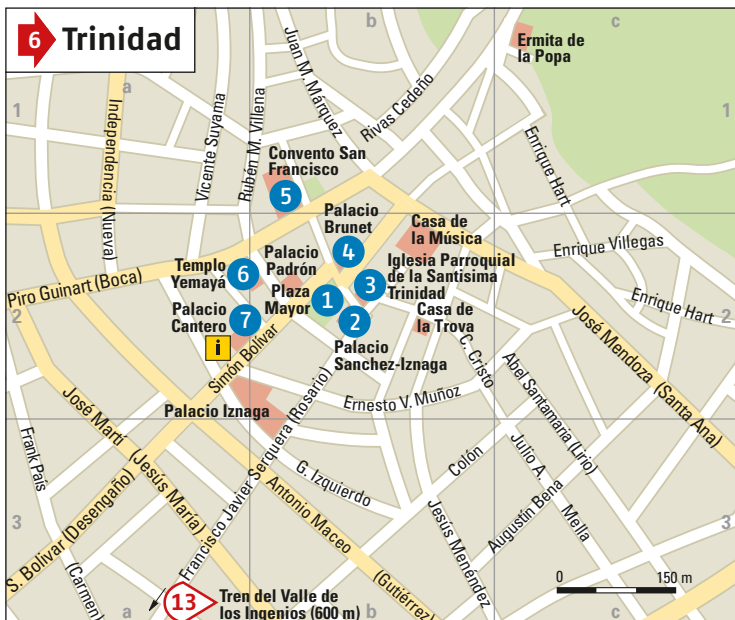 6 Trinidad
a
b
c
1
1
2
2
3
3
a
b
c
Ermita de
la Popa
Juan M. Márquez
Rivas Cedeño
Independencia (Nueva)
Vicente Suyama
Rubén M. Villena
Enrique Hart
Convento San
Francisco
5
Palacio
Brunet
4
Casa de
la Música
Enrique Villegas
Templo
Yemayá
6
Palacio
Padrón
Iglesia Parroquial
de la Santisima
Trinidad
3
Piro Guinart (Boca)
Plaza
Mayor
1
2
Palacio
Sanchez-Iznaga
Casa de
la Trova
Enrique Hart
Palacio
Cantero
7
i
Simón Bolívar
C. Cristo
José Mendoza (Santa Ana)
Abel Santamaria (Lirio)
Ernesto V. Muñoz
Palacio Iznaga
José Martí (Jesús María)
Frank País
(Carmen)
S. Bolivar (Desengaño)
Francisco Javier Serquera (Rosario)
G. Izquierdo
Antonio Maceo
(Gutiérrez)
Colón
Julio A.
Mella
Augustin Bena
Jesús Menéndez
13
Tren del Valle de
los Ingenios (600 m)
0 150 m